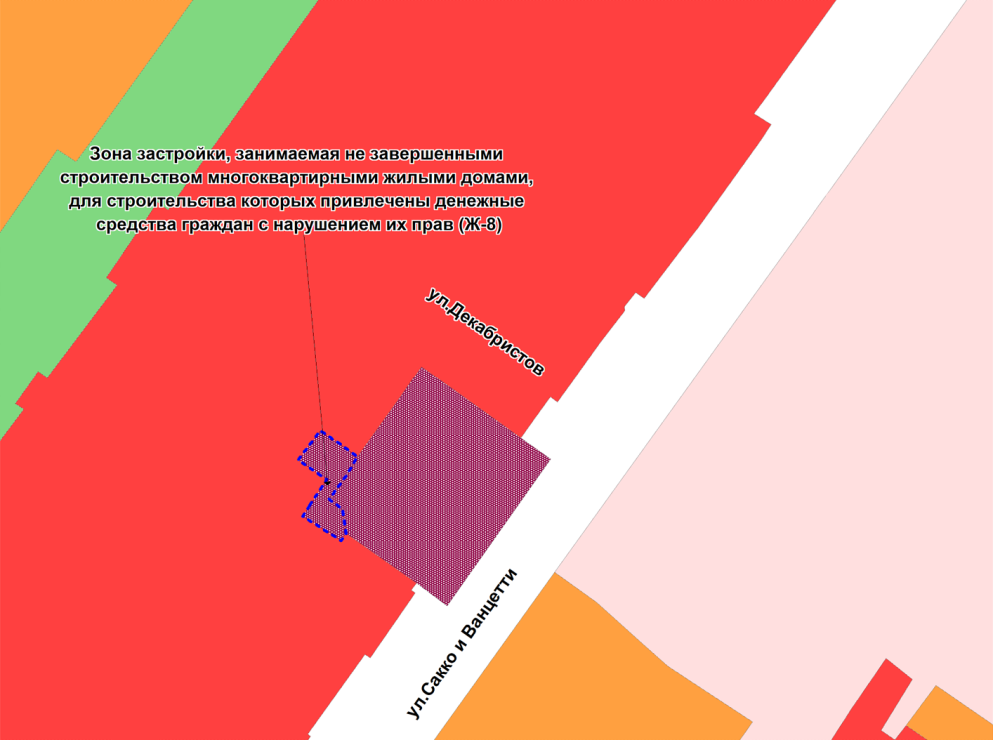 Зона застройки, занимаемая не завершенными
строительством многоквартирными жилыми домами,
для строительства которых привлечены денежные
средства граждан с нарушением их прав (Ж-8)
ул.Декабристов
ул.Сакко и Ванцетти